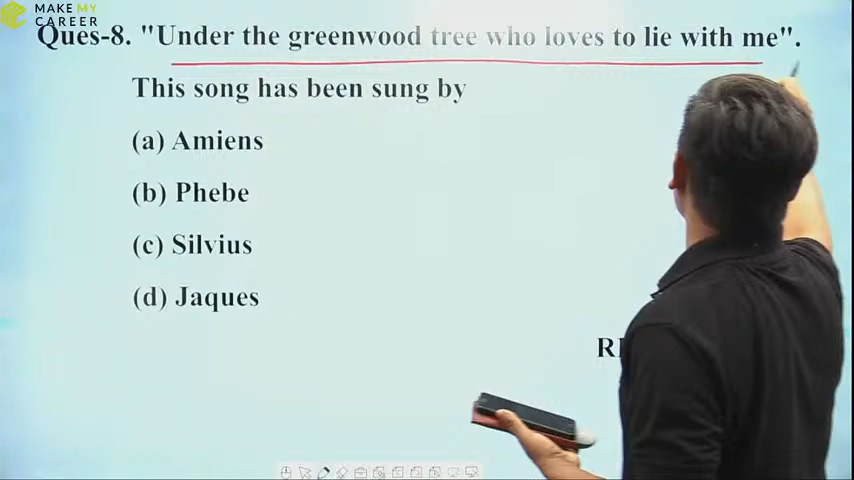 MAKE MY
CAREER
Ques-8. "Under the greenwood tree who loves to lie with me".
This song has been sung by
(a) Amiens
(b) Phebe
(c) Silvius
(d) Jaques